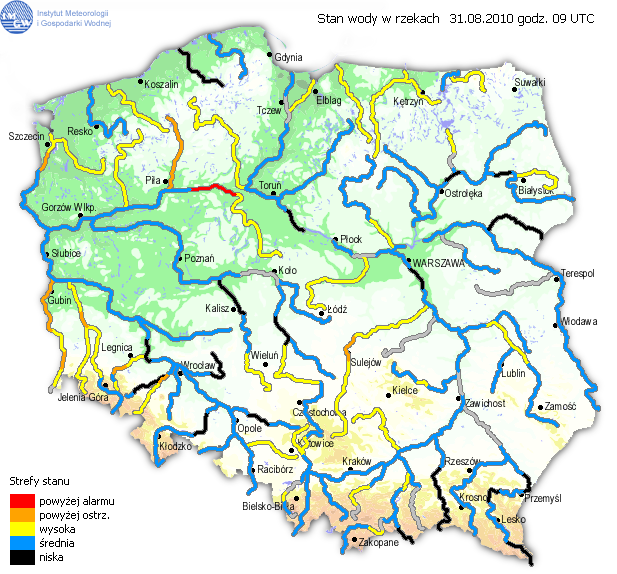 Instytut Meteorologii
i Gospodarki Wodnej
Stan wody w rzekach 31.08.2010 godz. 09 UTC
Gdynia
Koszalin
Suwałki
Tczew
Elbląg
Kętrzyn
Szczecin
Resko
Piła
Toruń
Ostrołęka
Białystok
Gorzów Wlkp.
Płock
Słubice
Poznań
Koło
WARSZAWA
Terespol
Gubin
Kalisz
Łódź
Włodawa
Legnica
Wrocław
Wieluń
Sulejów
Lublin
Jelenia Góra
Kielce
Częstochowa
Zawichost
Zamość
Opole
Kłodzko
Katowice
Racibórz
Kraków
Rzeszów
Bielsko-Biała
Krosno
Przemyśl
Lesko
Zakopane
Strefy stanu
powyżej alarmu
powyżej ostrz.
wysoka
średnia
niska